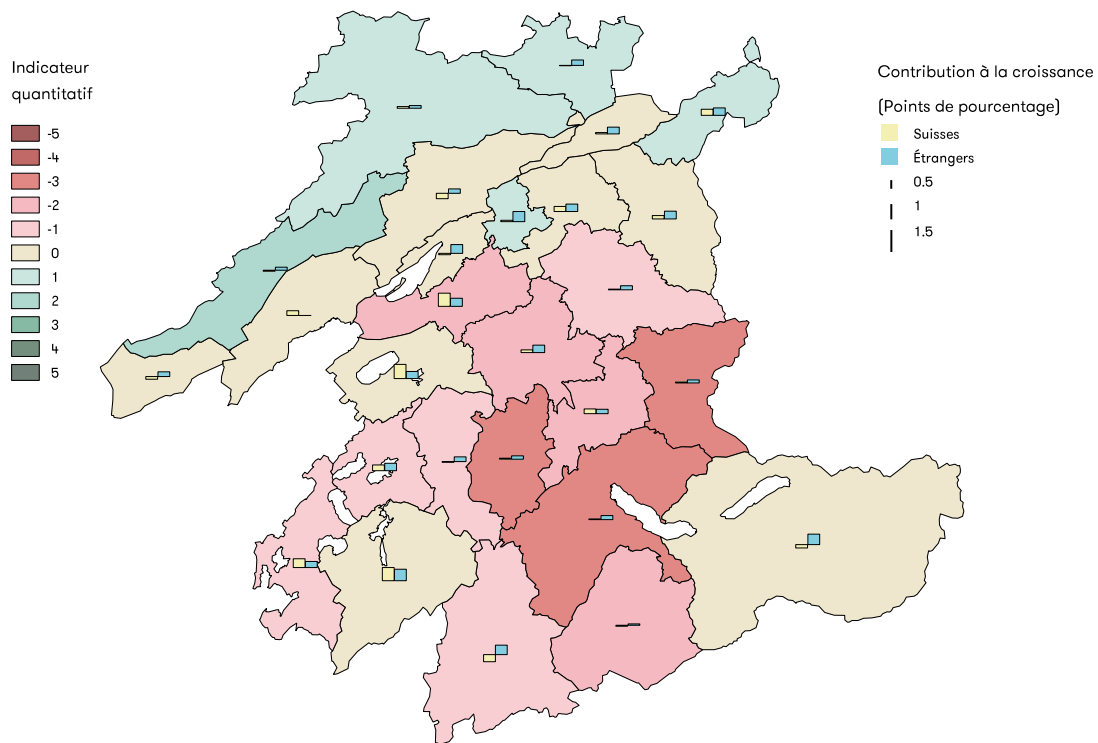 Indicateur
quantitatif
-5
-4
-3
-2
-1
0
1
2
3
4
5
Contribution à la croissance
(Points de pourcentage)
Suisses
Étrangers
0.5
1
1.5